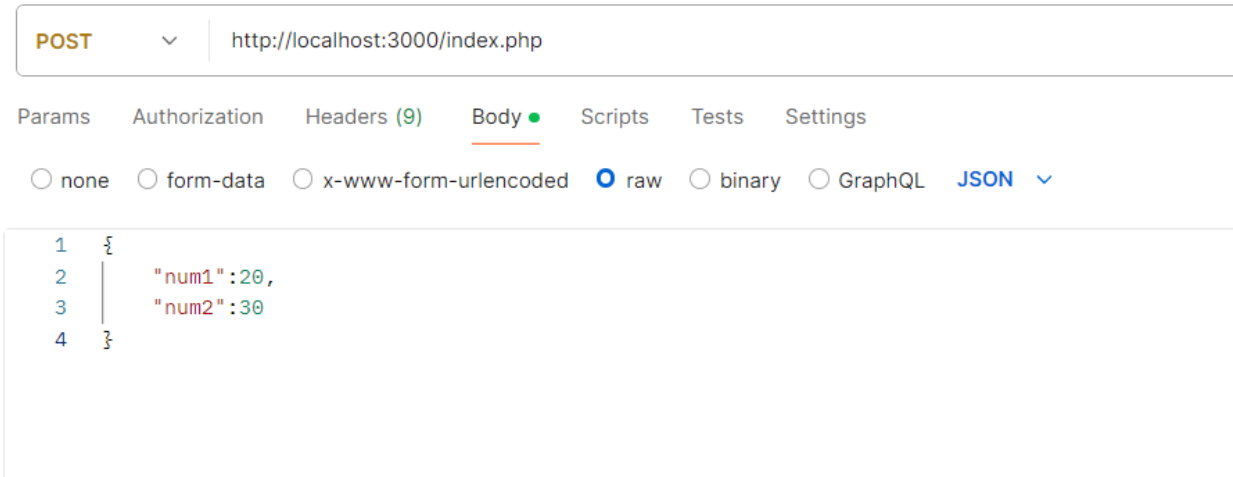 POST http://localhost:3000/index.php
Params Authorization Headers (9) Body Scripts Tests Settings
none form-data x-www-form-urlencoded raw binary GraphQL JSON
1 {
2 "num1":20,
3 "num2":30
4 }